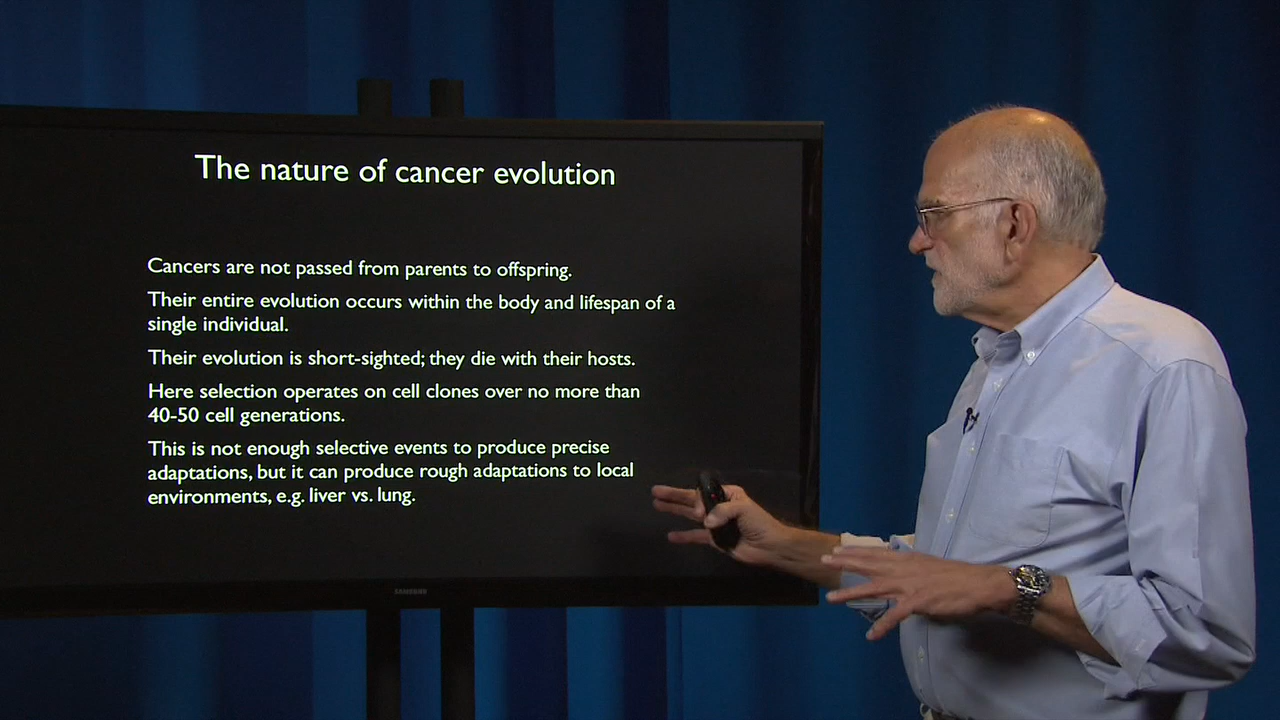 The nature of cancer evolution
Cancers are not passed from parents to offspring.
Their entire evolution occurs within the body and lifespan of a
single individual.
Their evolution is short-sighted; they die with their hosts.
Here selection operates on cell clones over no more than
40-50 cell generations.
This is not enough selective events to produce precise
adaptations, but it can produce rough adaptations to local
environments, e.g. liver vs. lung.
SAMSUNG